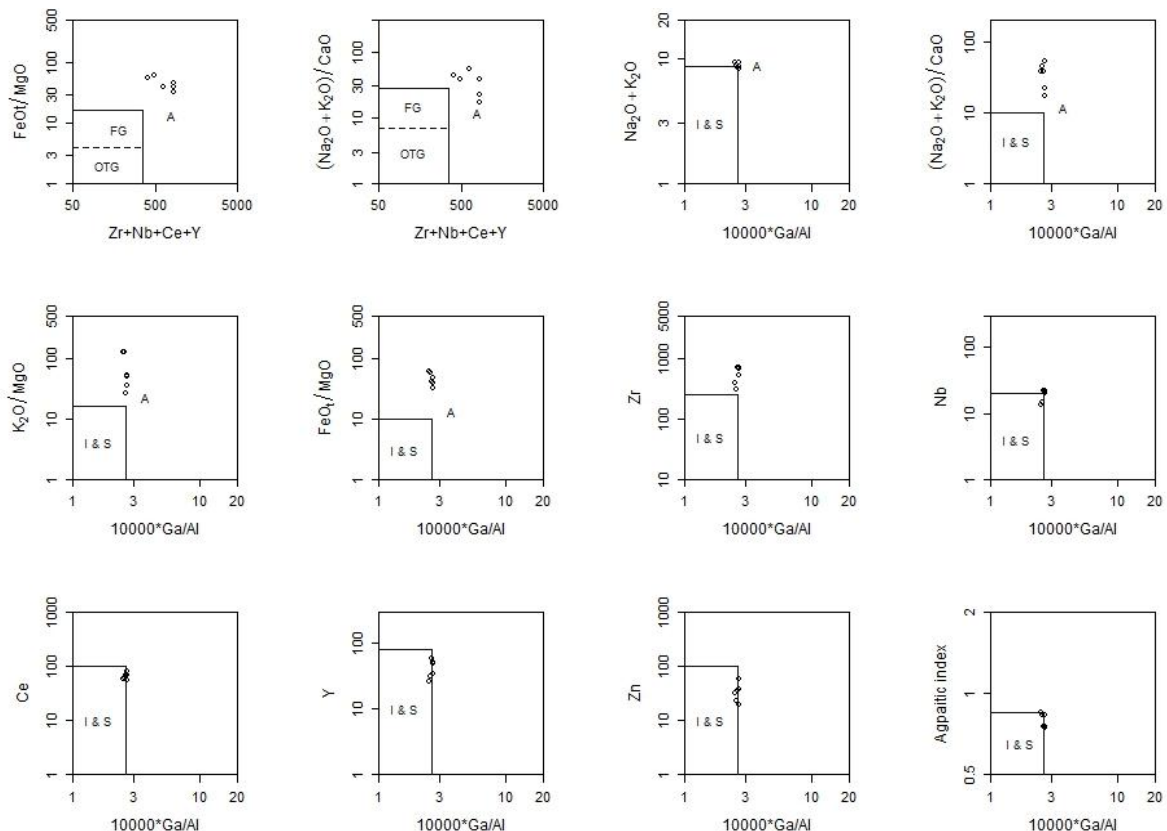 FeOt/MgO
500
100
30
10
3
1
FG
OTG
A
50 500 5000
Zr+Nb+Ce+Y
(Na₂O + K₂O)/CaO
100
30
10
3
1
FG
OTG
A
50 500 5000
Zr+Nb+Ce+Y
Na₂O + K₂O
20
10
3
1
A
I & S
1 3 10 20
10000*Ga/Al
(Na₂O + K₂O)/CaO
100
10
1
A
I & S
1 3 10 20
10000*Ga/Al
K₂O/MgO
500
100
10
1
A
I & S
1 3 10 20
10000*Ga/Al
FeOₜ/MgO
500
100
10
1
A
I & S
1 3 10 20
10000*Ga/Al
Zr
5000
1000
100
10
I & S
1 3 10 20
10000*Ga/Al
Nb
100
10
1
I & S
1 3 10 20
10000*Ga/Al
Ce
1000
100
10
1
I & S
1 3 10 20
10000*Ga/Al
Y
100
10
1
I & S
1 3 10 20
10000*Ga/Al
Zn
1000
100
10
1
I & S
1 3 10 20
10000*Ga/Al
Agpaitic index
2
1
0.5
I & S
1 3 10 20
10000*Ga/Al